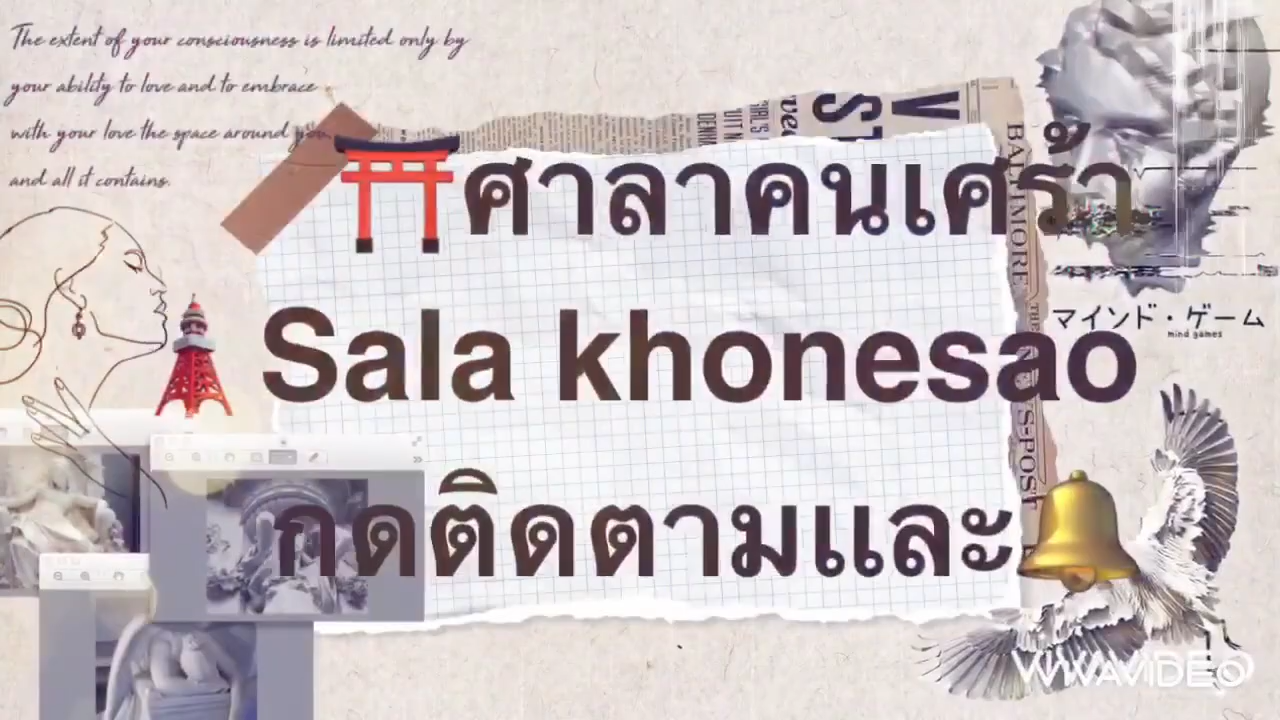 The extent of your consciousness is limited only by
your ability to love and to embrace
with your love the space around you,
and all it contains.
⛩️ศาลาคนเศร้า
🗼Sala khonesao
กดติดตามและ🔔
BALTIMORE
マインド・ゲーム
mind games
VIVAVIDEO